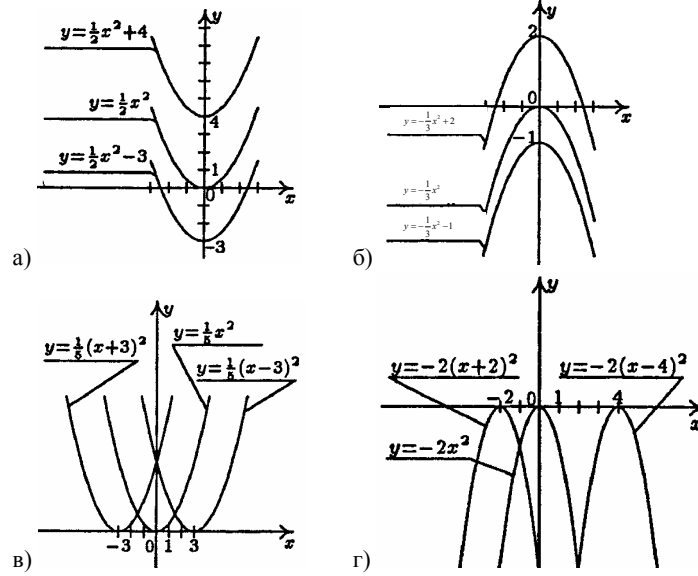 y
y=½x²+4
4
y=½x²
1
y=½x²−3
0
x
−3
а)
y
2
0
x
y=−⅓x²+2
−1
y=−⅓x²
y=−⅓x²−1
б)
y
y=⅕(x+3)²
y=⅕x²
y=⅕(x−3)²
−3 0 1 3 x
в)
y
y=−2(x+2)²
y=−2(x−4)²
−2 0 1 4
x
y=−2x²
г)